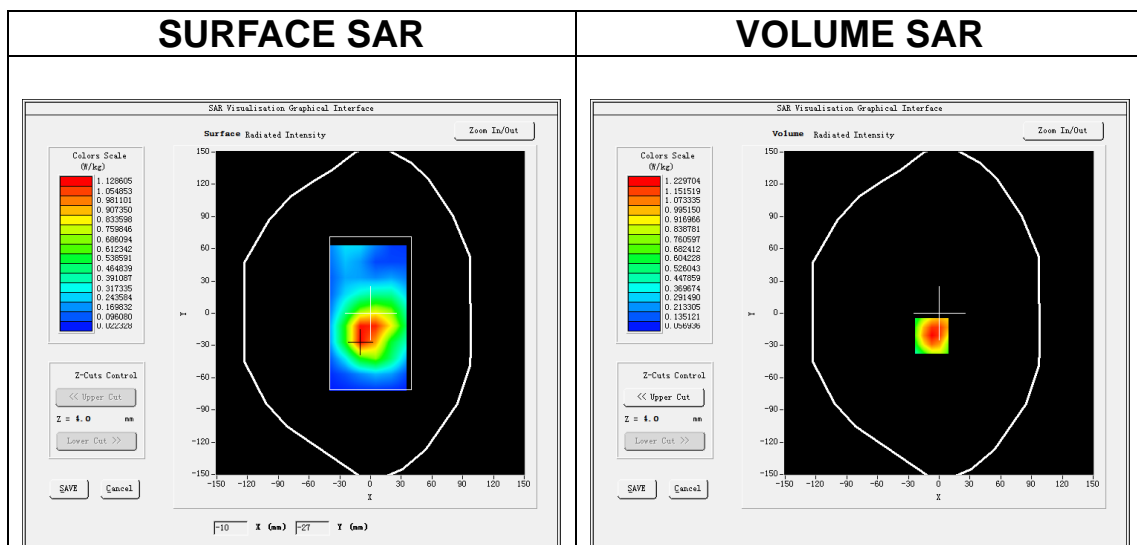 SURFACE SAR
VOLUME SAR
SAR Visualisation Graphical Interface
Surface Radiated Intensity
Zoom In/Out
Colors Scale
(W/kg)
1.128605
1.054853
0.981101
0.907350
0.833598
0.759846
0.686094
0.612342
0.538591
0.464839
0.391087
0.317335
0.243584
0.169832
0.096080
0.022328
150
120
90
60
30
0
-30
-60
-90
-120
-150
Y
-150 -120 -90 -60 -30 0 30 60 90 120 150
X
Z-Cuts Control
<< Upper Cut
Z = 4.0 mm
Lower Cut >>
SAVE Cancel
-10 X (mm) -27 Y (mm)
SAR Visualisation Graphical Interface
Volume Radiated Intensity
Zoom In/Out
Colors Scale
(W/kg)
1.229704
1.151519
1.073335
0.995150
0.916966
0.838781
0.760597
0.682412
0.604228
0.526043
0.447859
0.369674
0.291490
0.213305
0.135121
0.056936
150
120
90
60
30
0
-30
-60
-90
-120
-150
Y
-150 -120 -90 -60 -30 0 30 60 90 120 150
X
Z-Cuts Control
<< Upper Cut
Z = 4.0 mm
Lower Cut >>
SAVE Cancel